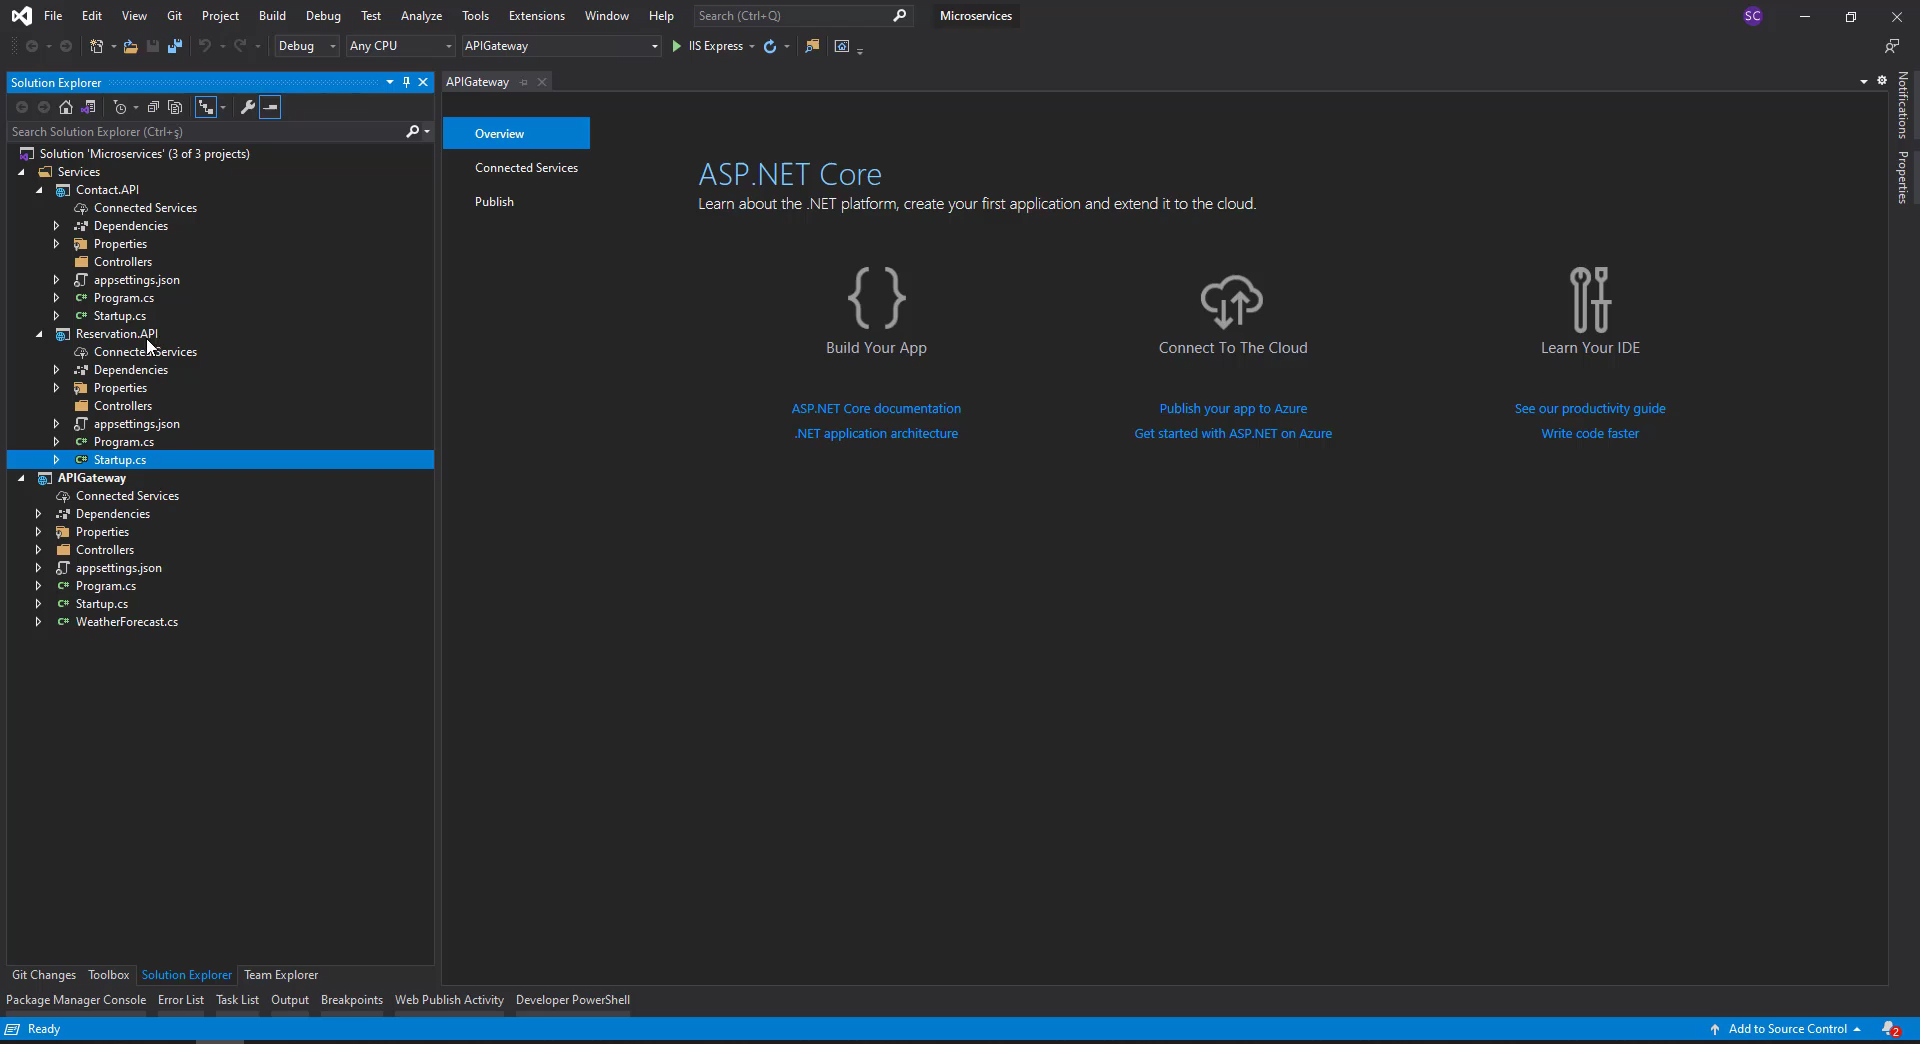 File Edit View Git Project Build Debug Test Analyze Tools Extensions Window Help Search (Ctrl+Q) Microservices SC
Debug Any CPU APIGateway IIS Express
Solution Explorer
APIGateway
Search Solution Explorer (Ctrl+ş)
Solution 'Microservices' (3 of 3 projects)
Services
Contact.API
Connected Services
Dependencies
Properties
Controllers
appsettings.json
C# Program.cs
C# Startup.cs
Reservation.API
Connected Services
Dependencies
Properties
Controllers
appsettings.json
C# Program.cs
C# Startup.cs
APIGateway
Connected Services
Dependencies
Properties
Controllers
appsettings.json
C# Program.cs
C# Startup.cs
C# WeatherForecast.cs
Overview
Connected Services
Publish
ASP.NET Core
Learn about the .NET platform, create your first application and extend it to the cloud.
Build Your App
ASP.NET Core documentation
.NET application architecture
Connect To The Cloud
Publish your app to Azure
Get started with ASP.NET on Azure
Learn Your IDE
See our productivity guide
Write code faster
Notifications
Properties
Git Changes Toolbox Solution Explorer Team Explorer
Package Manager Console Error List Task List Output Breakpoints Web Publish Activity Developer PowerShell
Ready Add to Source Control 2